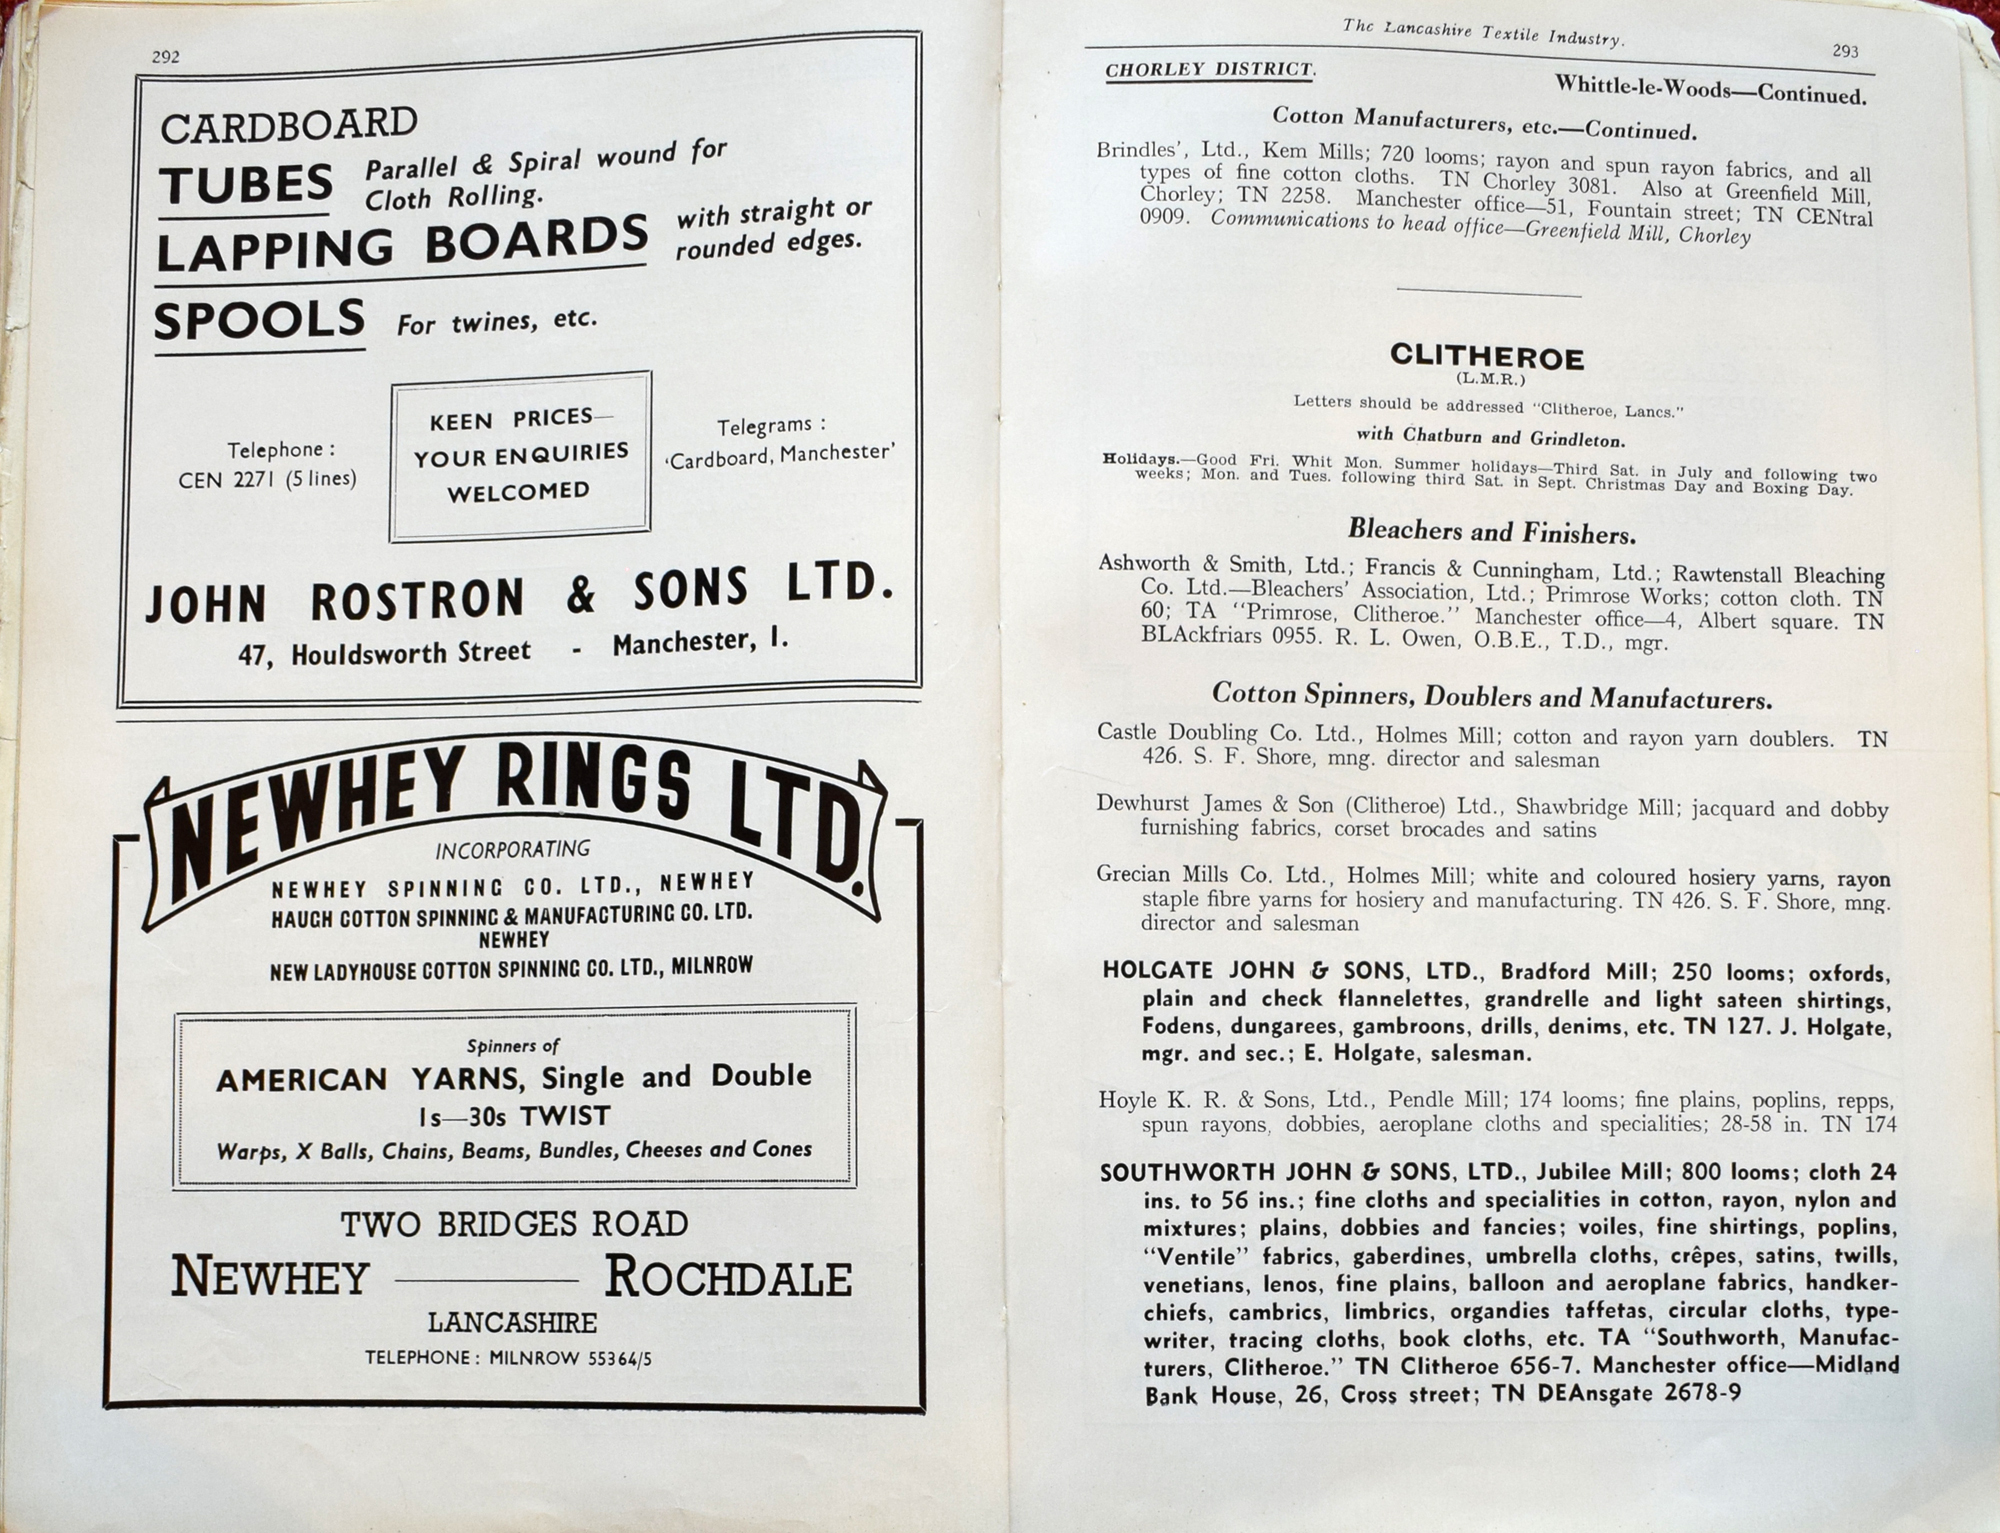 292
CARDBOARD
TUBES Parallel & Spiral wound for
Cloth Rolling.
LAPPING BOARDS with straight or
rounded edges.
SPOOLS For twines, etc.
Telephone :
CEN 2271 (5 lines)
KEEN PRICES—
YOUR ENQUIRIES
WELCOMED
Telegrams :
'Cardboard, Manchester'
JOHN ROSTRON & SONS LTD.
47, Houldsworth Street - Manchester, 1.
NEWHEY RINGS LTD.
INCORPORATING
NEWHEY SPINNING CO. LTD., NEWHEY
HAUGH COTTON SPINNING & MANUFACTURING CO. LTD.
NEWHEY
NEW LADYHOUSE COTTON SPINNING CO. LTD., MILNROW
Spinners of
AMERICAN YARNS, Single and Double
1s—30s TWIST
Warps, X Balls, Chains, Beams, Bundles, Cheeses and Cones
TWO BRIDGES ROAD
NEWHEY — ROCHDALE
LANCASHIRE
TELEPHONE : MILNROW 55364/5
The Lancashire Textile Industry.
293
CHORLEY DISTRICT.
Whittle-le-Woods—Continued.
Cotton Manufacturers, etc.—Continued.
Brindles', Ltd., Kem Mills; 720 looms; rayon and spun rayon fabrics, and all
types of fine cotton cloths. TN Chorley 3081. Also at Greenfield Mill,
Chorley; TN 2258. Manchester office—51, Fountain street; TN CENtral
0909. Communications to head office—Greenfield Mill, Chorley
CLITHEROE
(L.M.R.)
Letters should be addressed "Clitheroe, Lancs."
with Chatburn and Grindleton.
Holidays.—Good Fri. Whit Mon. Summer holidays—Third Sat. in July and following two
weeks; Mon. and Tues. following third Sat. in Sept. Christmas Day and Boxing Day.
Bleachers and Finishers.
Ashworth & Smith, Ltd.; Francis & Cunningham, Ltd.; Rawtenstall Bleaching
Co. Ltd.—Bleachers' Association, Ltd.; Primrose Works; cotton cloth. TN
60; TA "Primrose, Clitheroe." Manchester office—4, Albert square. TN
BLAckfriars 0955. R. L. Owen, O.B.E., T.D., mgr.
Cotton Spinners, Doublers and Manufacturers.
Castle Doubling Co. Ltd., Holmes Mill; cotton and rayon yarn doublers. TN
426. S. F. Shore, mng. director and salesman
Dewhurst James & Son (Clitheroe) Ltd., Shawbridge Mill; jacquard and dobby
furnishing fabrics, corset brocades and satins
Grecian Mills Co. Ltd., Holmes Mill; white and coloured hosiery yarns, rayon
staple fibre yarns for hosiery and manufacturing. TN 426. S. F. Shore, mng.
director and salesman
HOLGATE JOHN & SONS, LTD., Bradford Mill; 250 looms; oxfords,
plain and check flannelettes, grandrelle and light sateen shirtings,
Fodens, dungarees, gambroons, drills, denims, etc. TN 127. J. Holgate,
mgr. and sec.; E. Holgate, salesman.
Hoyle K. R. & Sons, Ltd., Pendle Mill; 174 looms; fine plains, poplins, repps,
spun rayons, dobbies, aeroplane cloths and specialities; 28-58 in. TN 174
SOUTHWORTH JOHN & SONS, LTD., Jubilee Mill; 800 looms; cloth 24
ins. to 56 ins.; fine cloths and specialities in cotton, rayon, nylon and
mixtures; plains, dobbies and fancies; voiles, fine shirtings, poplins,
"Ventile" fabrics, gaberdines, umbrella cloths, crêpes, satins, twills,
venetians, lenos, fine plains, balloon and aeroplane fabrics, handker-
chiefs, cambrics, limbrics, organdies taffetas, circular cloths, type-
writer, tracing cloths, book cloths, etc. TA "Southworth, Manufac-
turers, Clitheroe." TN Clitheroe 656-7. Manchester office—Midland
Bank House, 26, Cross street; TN DEAnsgate 2678-9